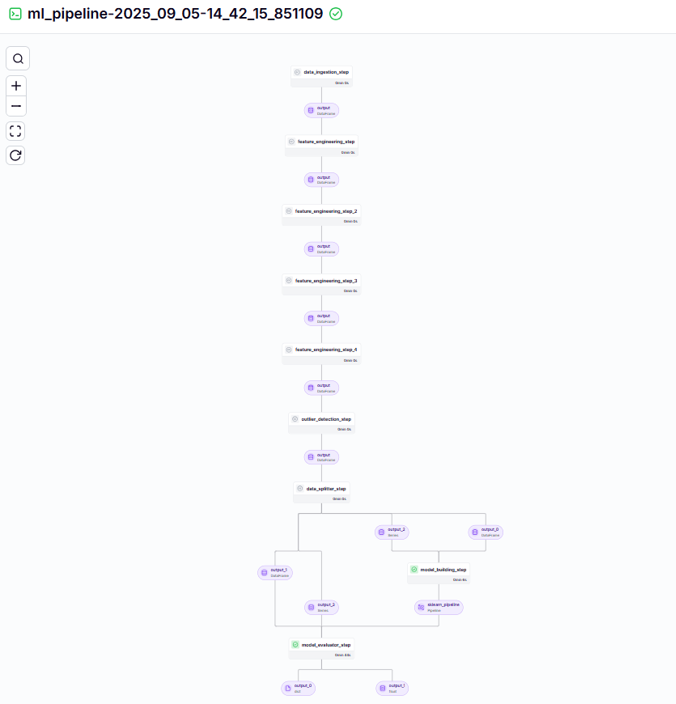 ml_pipeline-2025_09_05-14_42_15_851109
data_ingestion_step
output
DataFrame
feature_engineering_step
output
DataFrame
feature_engineering_step_2
output
DataFrame
feature_engineering_step_3
output
DataFrame
feature_engineering_step_4
output
DataFrame
outlier_detection_step
output
DataFrame
data_splitter_step
output_2
Series
output_0
DataFrame
output_1
DataFrame
model_building_step
output_3
Series
sklearn_pipeline
Pipeline
model_evaluator_step
output_0
dict
output_1
float